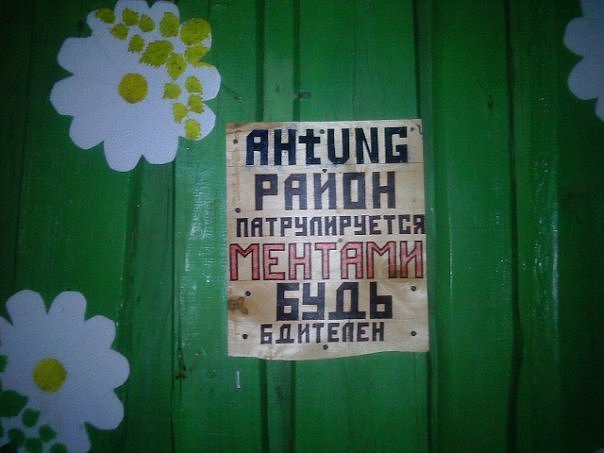 AHtUNG
РАЙОН
ПАТРУЛИРУЕТСЯ
МЕНТАМИ
БУДЬ
БДИТЕЛЕН